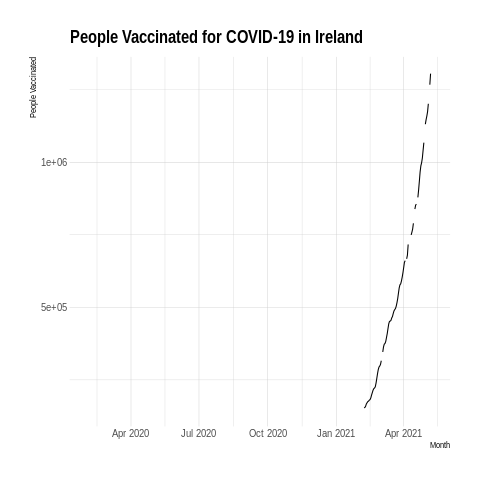 People Vaccinated for COVID-19 in Ireland
People Vaccinated
1e+06
5e+05
Apr 2020 Jul 2020 Oct 2020 Jan 2021 Apr 2021
Month